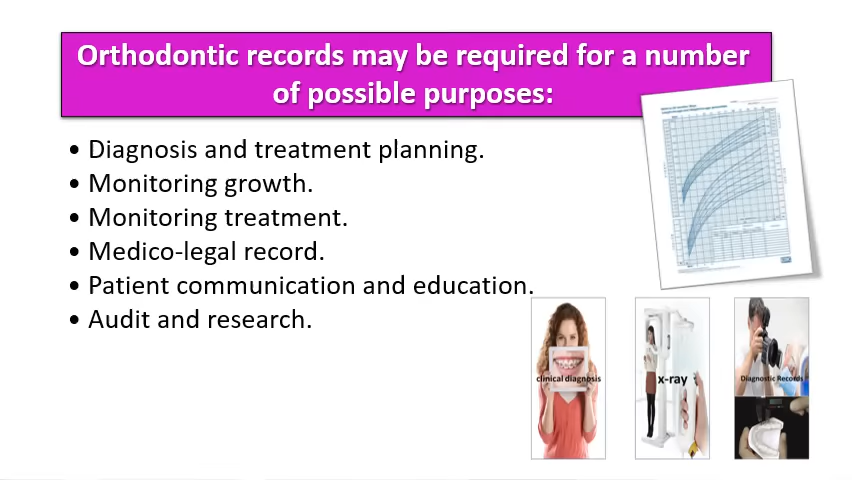 Orthodontic records may be required for a number
of possible purposes:
• Diagnosis and treatment planning.
• Monitoring growth.
• Monitoring treatment.
• Medico-legal record.
• Patient communication and education.
• Audit and research.
clinical diagnosis
x-ray
Diagnostic Records